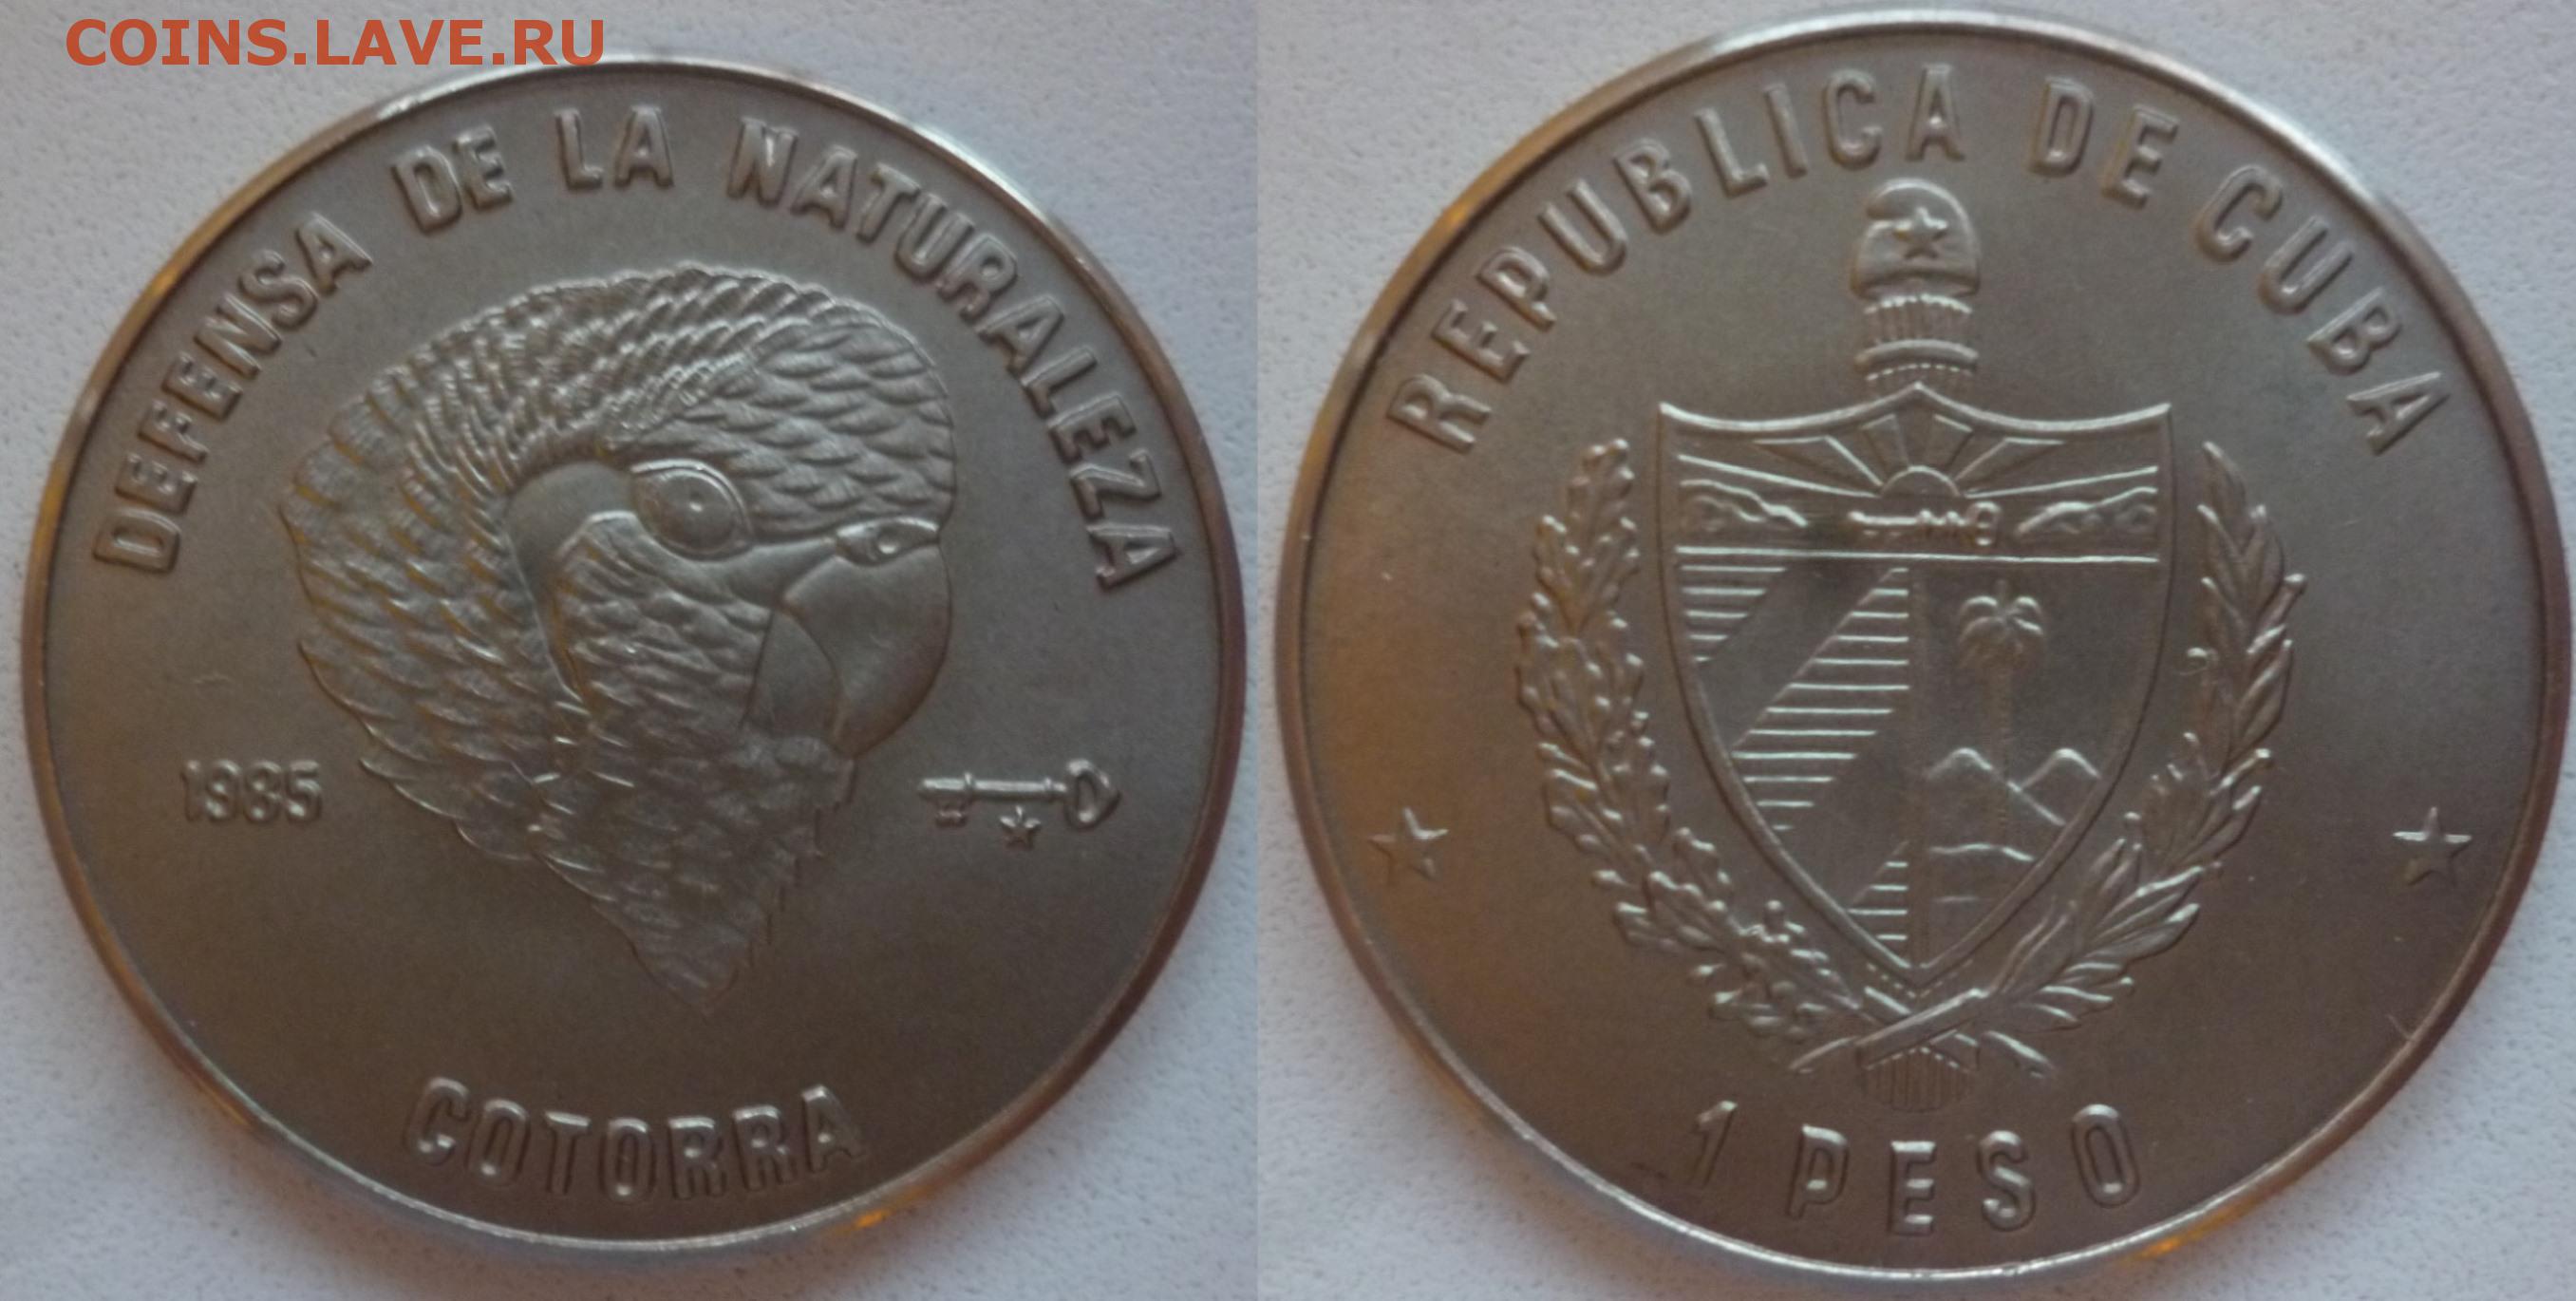 COINS.LAVE.RU
DEFENSA DE LA NATURALEZA
1985
COTORRA
REPUBLICA DE CUBA
1 PESO